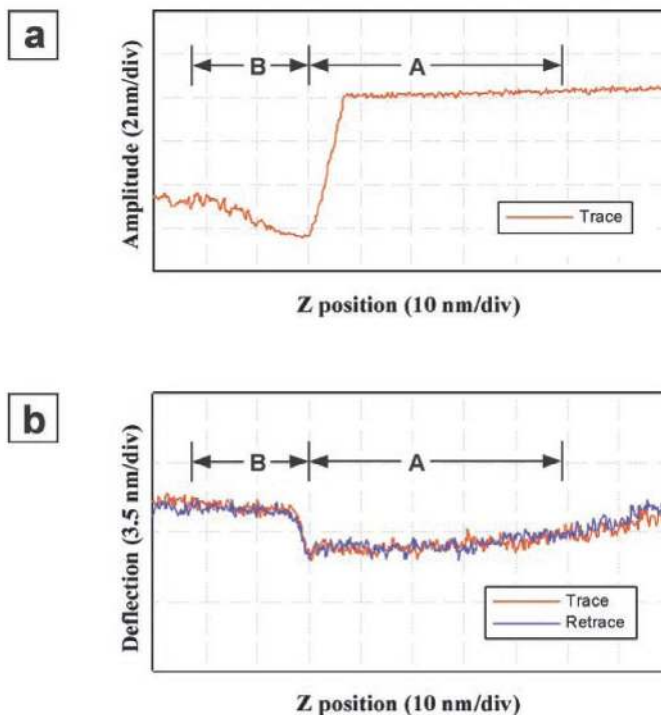 a
Amplitude (2nm/div)
B
A
Trace
Z position (10 nm/div)
b
Deflection (3.5 nm/div)
B
A
Trace
Retrace
Z position (10 nm/div)